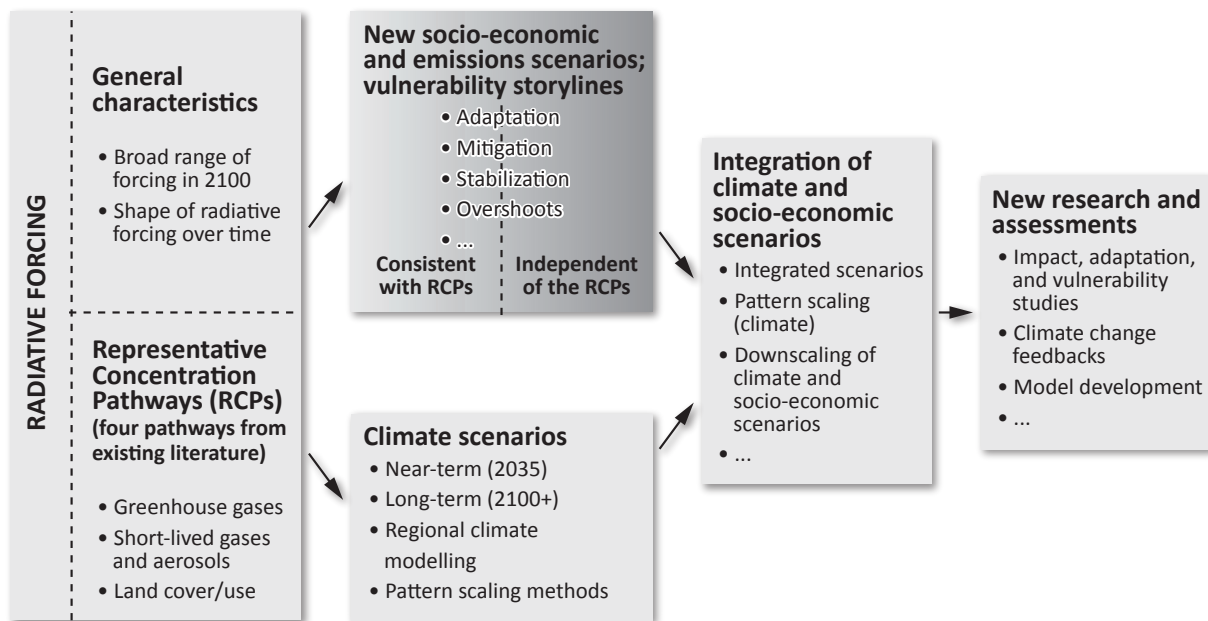 RADIATIVE FORCING
General
characteristics
• Broad range of
forcing in 2100
• Shape of radiative
forcing over time
Representative
Concentration
Pathways (RCPs)
(four pathways from
existing literature)
• Greenhouse gases
• Short-lived gases
and aerosols
• Land cover/use
New socio-economic
and emissions scenarios;
vulnerability storylines
• Adaptation
• Mitigation
• Stabilization
• Overshoots
• ...
Consistent
with RCPs
Independent
of the RCPs
Climate scenarios
• Near-term (2035)
• Long-term (2100+)
• Regional climate
modelling
• Pattern scaling methods
Integration of
climate and
socio-economic
scenarios
• Integrated scenarios
• Pattern scaling
(climate)
• Downscaling of
climate and
socio-economic
scenarios
• ...
New research and
assessments
• Impact, adaptation,
and vulnerability
studies
• Climate change
feedbacks
• Model development
• ...